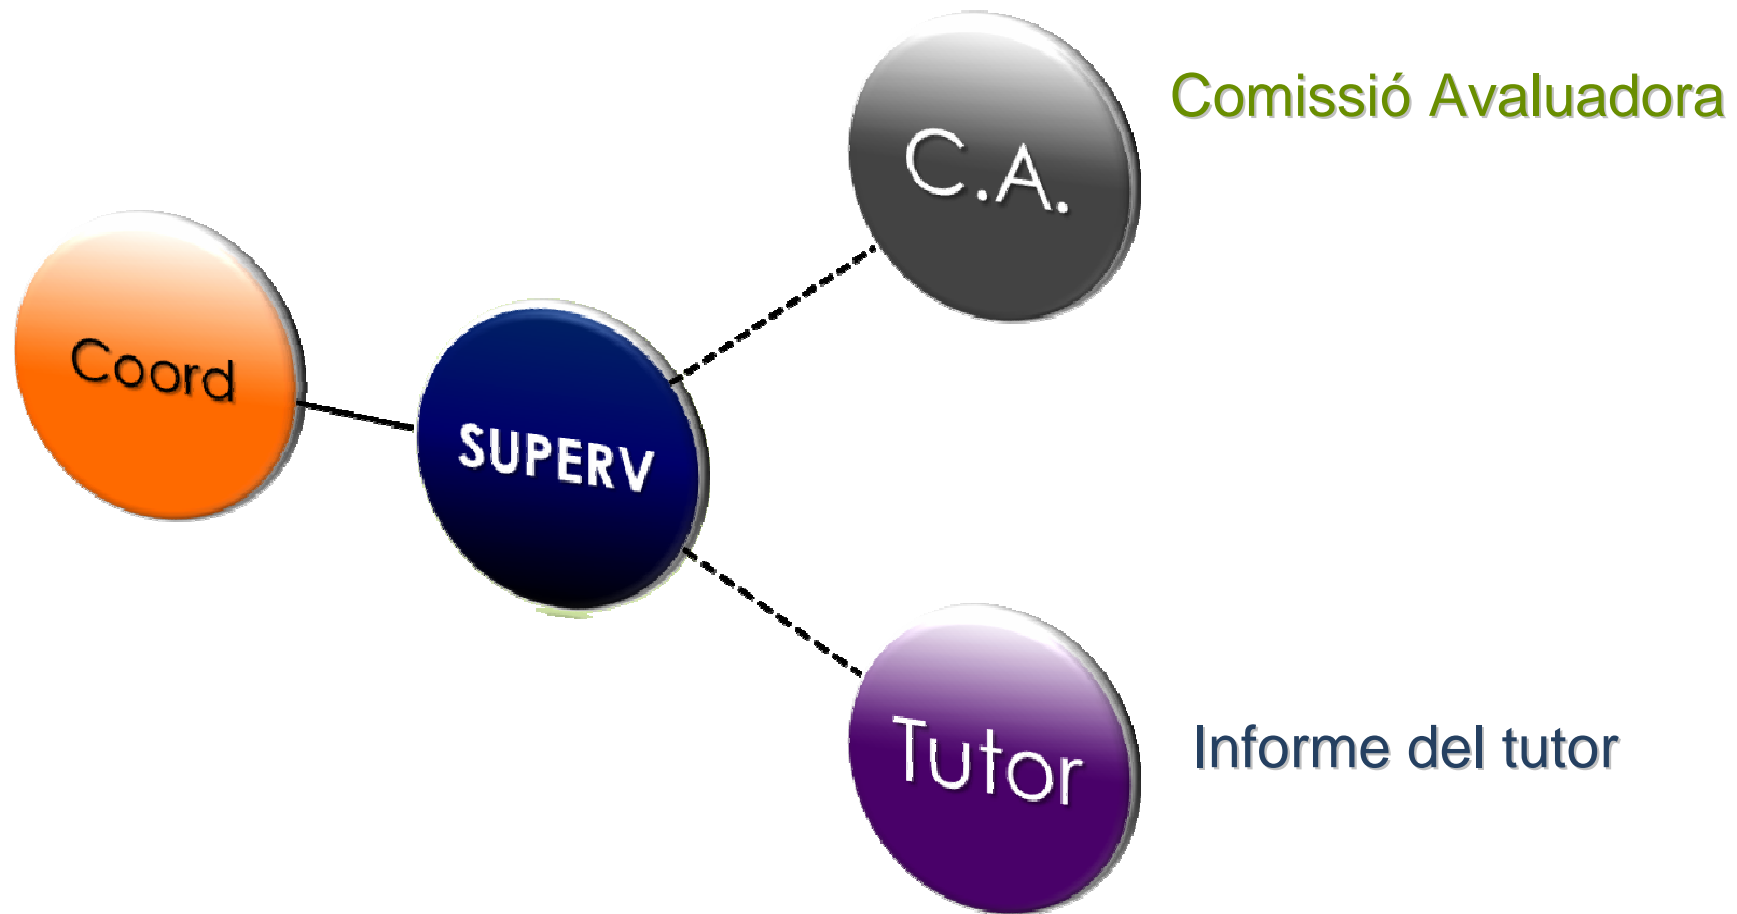 C.A.
Comissió Avaluadora
Coord
SUPERV
Tutor
Informe del tutor